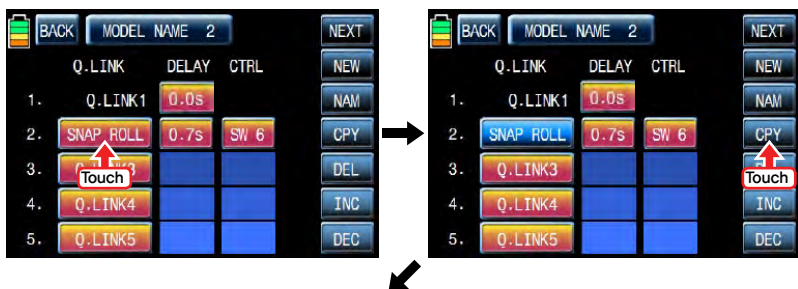 BACK MODEL NAME 2 NEXT
Q.LINK DELAY CTRL NEW
1. Q.LINK1 0.0s NAM
2. SNAP ROLL 0.7s SW 6 CPY
3. DEL
Touch
4. Q.LINK4 INC
5. Q.LINK5 DEC
BACK MODEL NAME 2 NEXT
Q.LINK DELAY CTRL NEW
1. Q.LINK1 0.0s NAM
2. SNAP ROLL 0.7s SW 6 CPY
3. Q.LINK3
Touch
4. Q.LINK4 INC
5. Q.LINK5 DEC